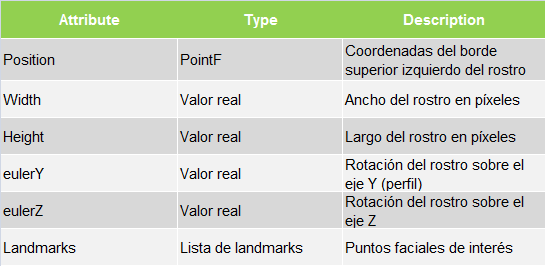 Attribute Type Description
Position PointF Coordenadas del borde
superior izquierdo del rostro
Width Valor real Ancho del rostro en píxeles
Height Valor real Largo del rostro en píxeles
eulerY Valor real Rotación del rostro sobre el
eje Y (perfil)
eulerZ Valor real Rotación del rostro sobre el
eje Z
Landmarks Lista de landmarks Puntos faciales de interés